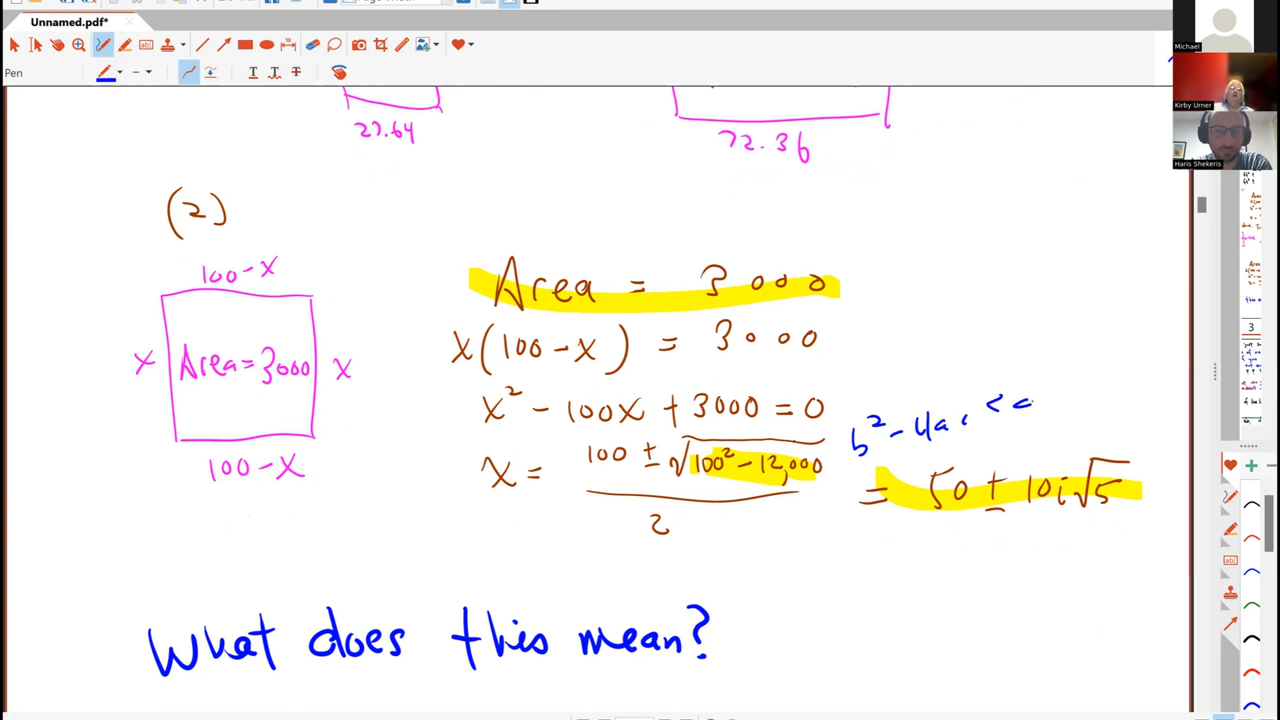 Unnamed.pdf*
Pen
Michael
Kirby Urner
Haris Shekeris
27.64
72.36
(2)
100-x
x
Area=3000
x
100-x
Area = 3000
x(100-x) = 3000
x² - 100x + 3000 = 0
x = (100 ± √(100² - 12,000)) / 2
b² - 4ac <
= 50 ± 10i√5
What does this mean?
3